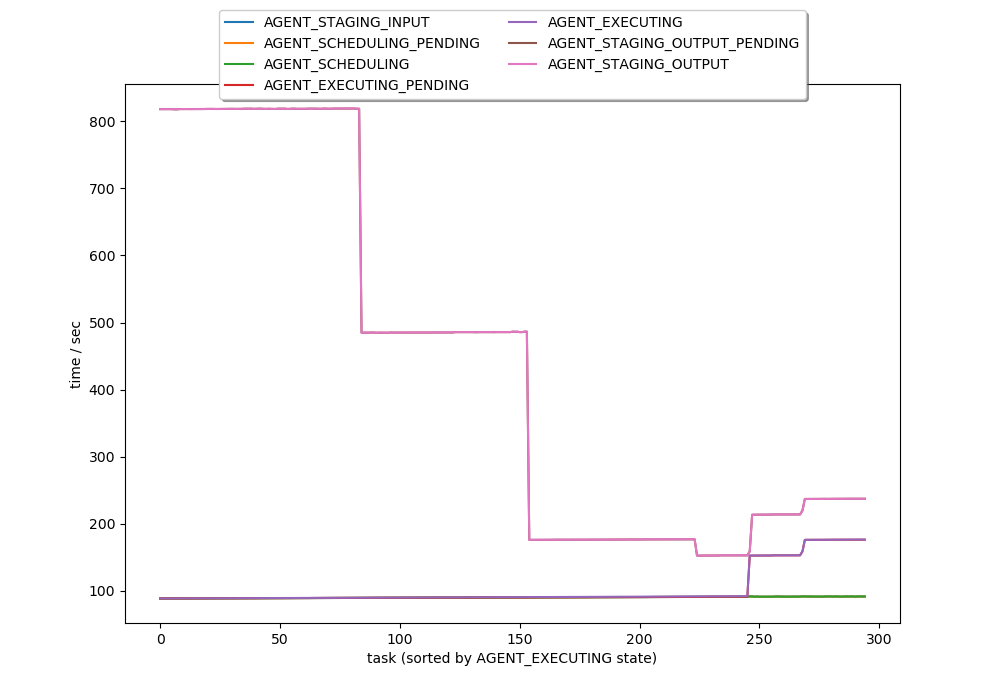 AGENT_STAGING_INPUT
AGENT_SCHEDULING_PENDING
AGENT_SCHEDULING
AGENT_EXECUTING_PENDING
AGENT_EXECUTING
AGENT_STAGING_OUTPUT_PENDING
AGENT_STAGING_OUTPUT
800
700
600
500
400
300
200
100
time / sec
0 50 100 150 200 250 300
task (sorted by AGENT_EXECUTING state)